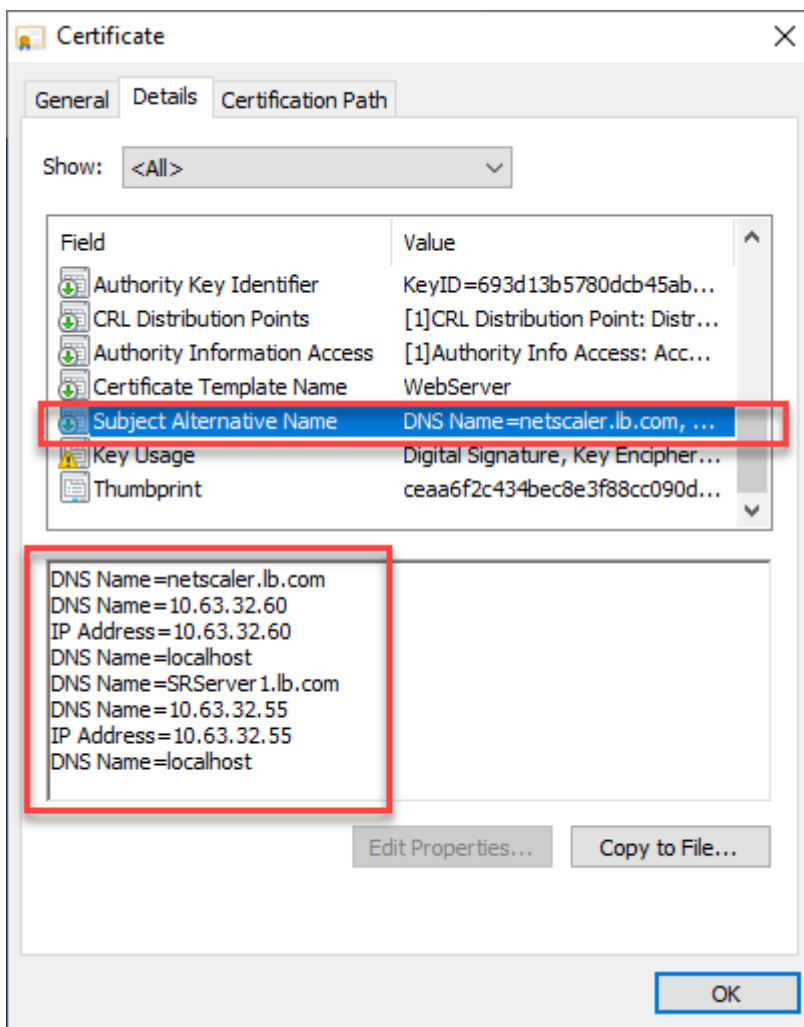 Certificate
General Details Certification Path
Show: <All>
Field Value
Authority Key Identifier KeyID=693d13b5780dcb45ab...
CRL Distribution Points [1]CRL Distribution Point: Distr...
Authority Information Access [1]Authority Info Access: Acc...
Certificate Template Name WebServer
Subject Alternative Name DNS Name=netscaler.lb.com, ...
Key Usage Digital Signature, Key Encipher...
Thumbprint ceaa6f2c434bec8e3f88cc090d...
DNS Name=netscaler.lb.com
DNS Name=10.63.32.60
IP Address=10.63.32.60
DNS Name=localhost
DNS Name=SRServer1.lb.com
DNS Name=10.63.32.55
IP Address=10.63.32.55
DNS Name=localhost
Edit Properties... Copy to File...
OK